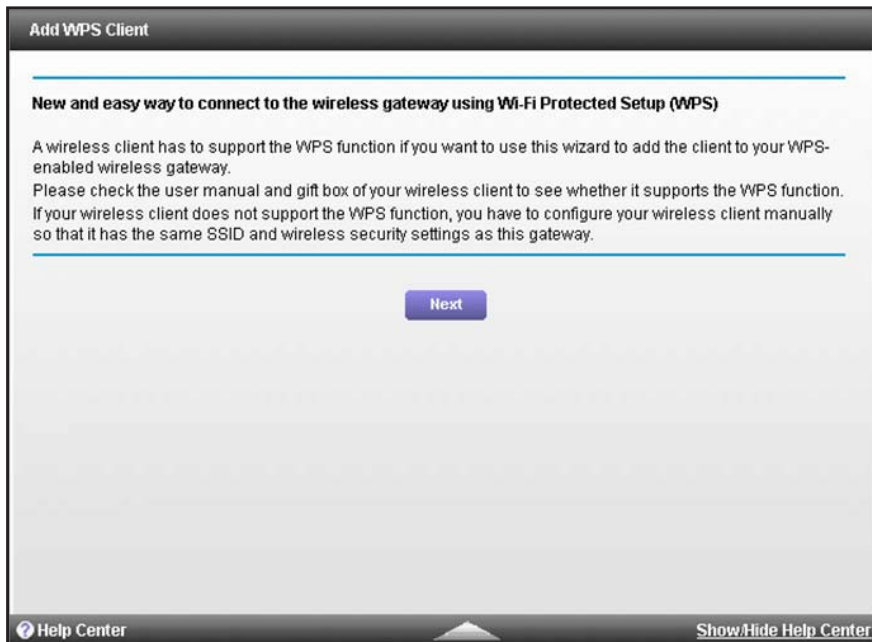 Add WPS Client
New and easy way to connect to the wireless gateway using Wi-Fi Protected Setup (WPS)
A wireless client has to support the WPS function if you want to use this wizard to add the client to your WPS-
enabled wireless gateway.
Please check the user manual and gift box of your wireless client to see whether it supports the WPS function.
If your wireless client does not support the WPS function, you have to configure your wireless client manually
so that it has the same SSID and wireless security settings as this gateway.
Next
Help Center
Show/Hide Help Center